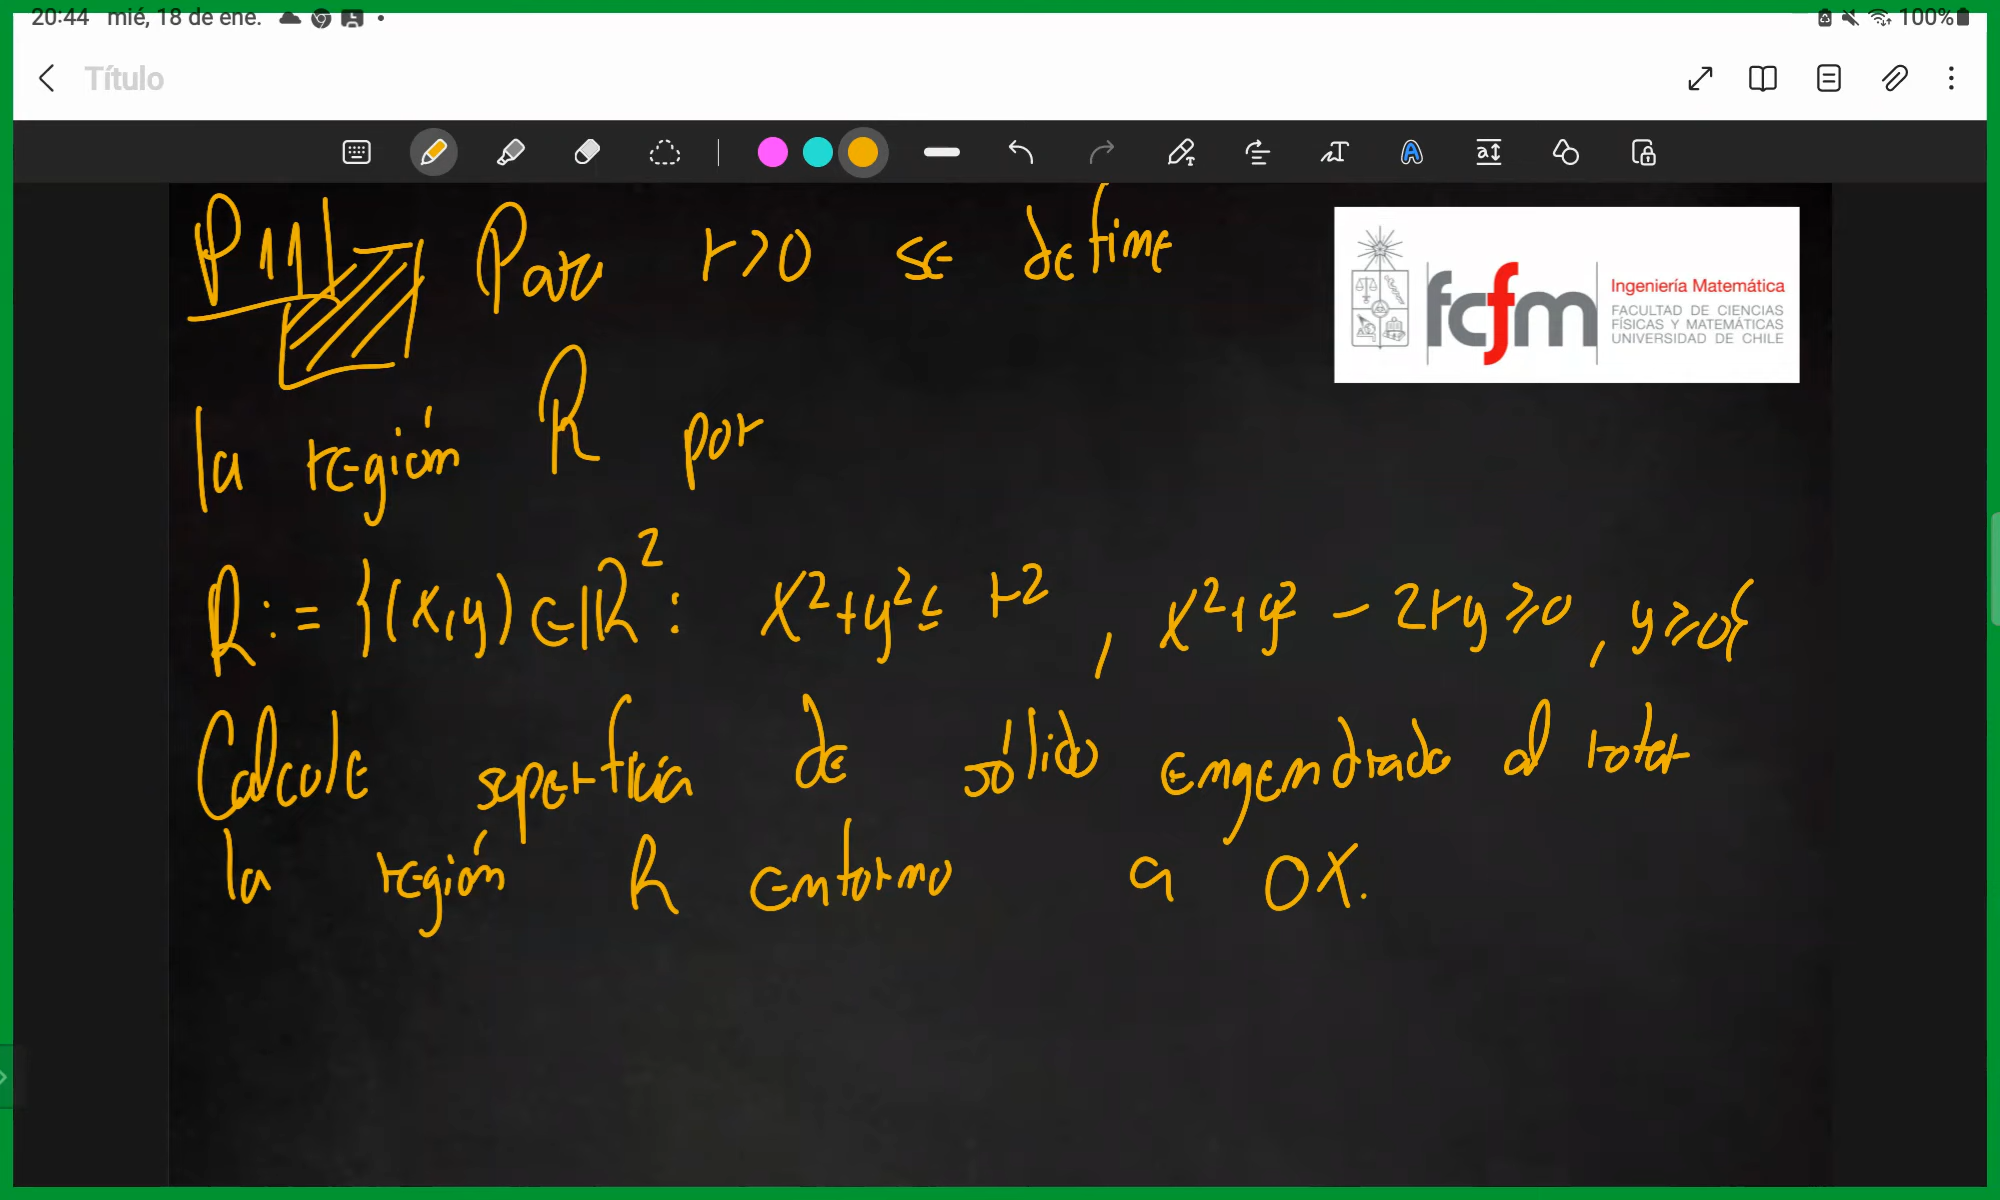 20:44 mié, 18 de ene.
100%
Título
P11 Para r>0 se define
la región R por
R := {(x,y) ∈ ℝ²: x²+y² ≤ r², x²+y² - 2ry ≥ 0, y ≥ 0}
Calcule superficia de sólido engendrado al rotar
la región R entorno a OX.
fcfm
Ingeniería Matemática
FACULTAD DE CIENCIAS
FÍSICAS Y MATEMÁTICAS
UNIVERSIDAD DE CHILE